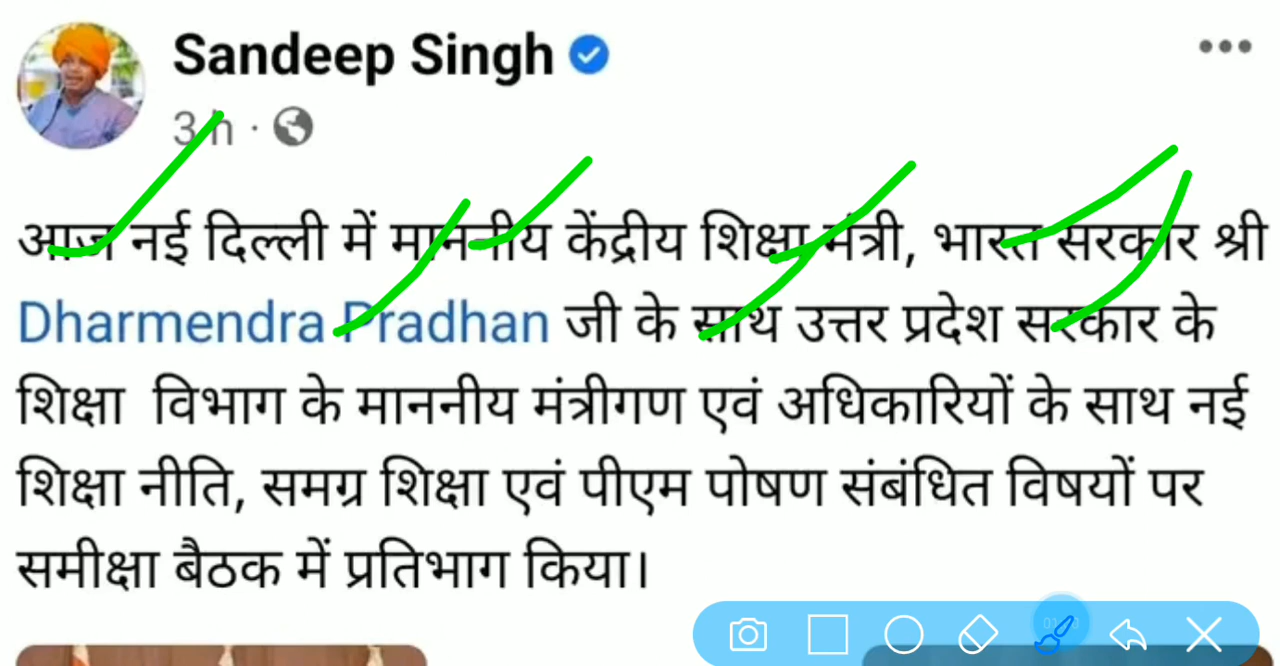 Sandeep Singh
3 h
आज नई दिल्ली में माननीय केंद्रीय शिक्षा मंत्री, भारत सरकार श्री
Dharmendra Pradhan जी के साथ उत्तर प्रदेश सरकार के
शिक्षा विभाग के माननीय मंत्रीगण एवं अधिकारियों के साथ नई
शिक्षा नीति, समग्र शिक्षा एवं पीएम पोषण संबंधित विषयों पर
समीक्षा बैठक में प्रतिभाग किया।